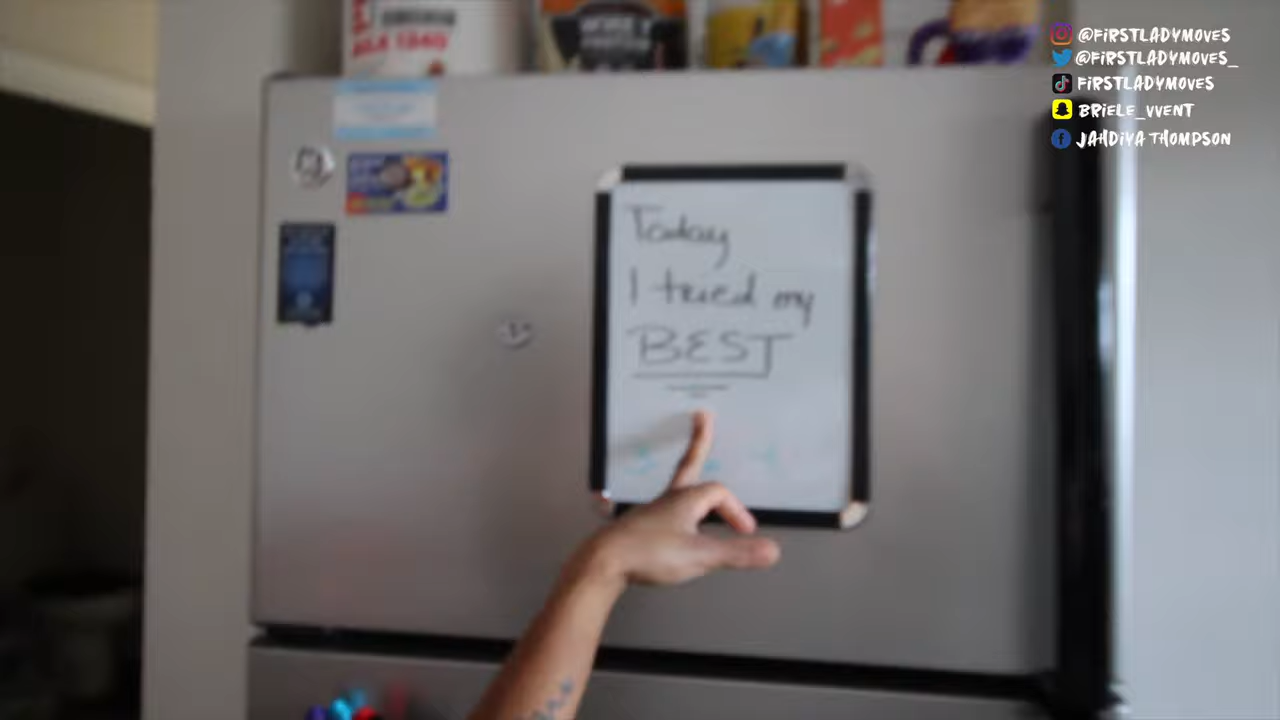 @FIRSTLADYMOVES
@FIRSTLADYMOVES_
FIRSTLADYMOVES
BRIELE_VVENT
JAHDIYA THOMPSON
Today
I tried my
BEST